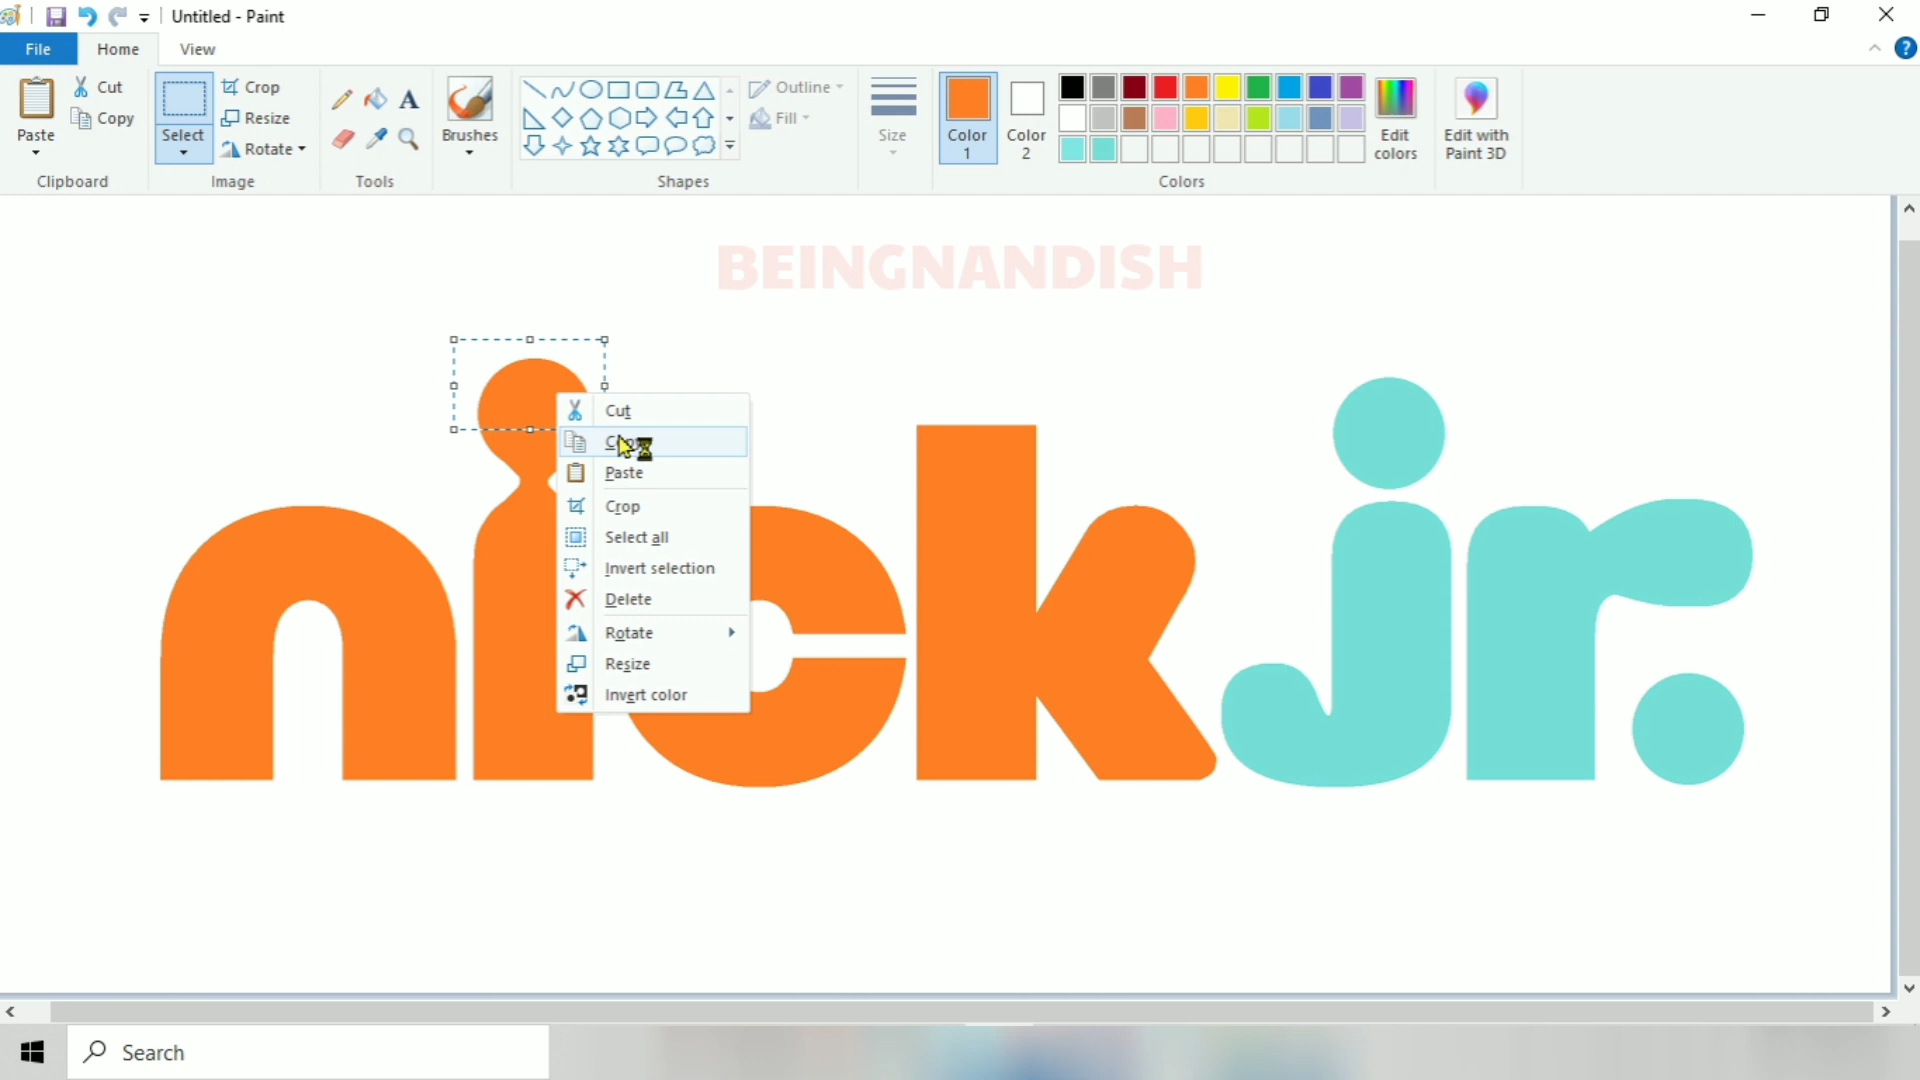 Untitled - Paint
File Home View
Paste
Cut
Copy
Clipboard
Select
Crop
Resize
Rotate
Image
Tools
Brushes
Shapes
Outline
Fill
Size
Color
1
Color
2
Colors
Edit
colors
Edit with
Paint 3D
BEINGNANDISH
nick jr.
Cut
Copy
Paste
Crop
Select all
Invert selection
Delete
Rotate
Resize
Invert color
Search